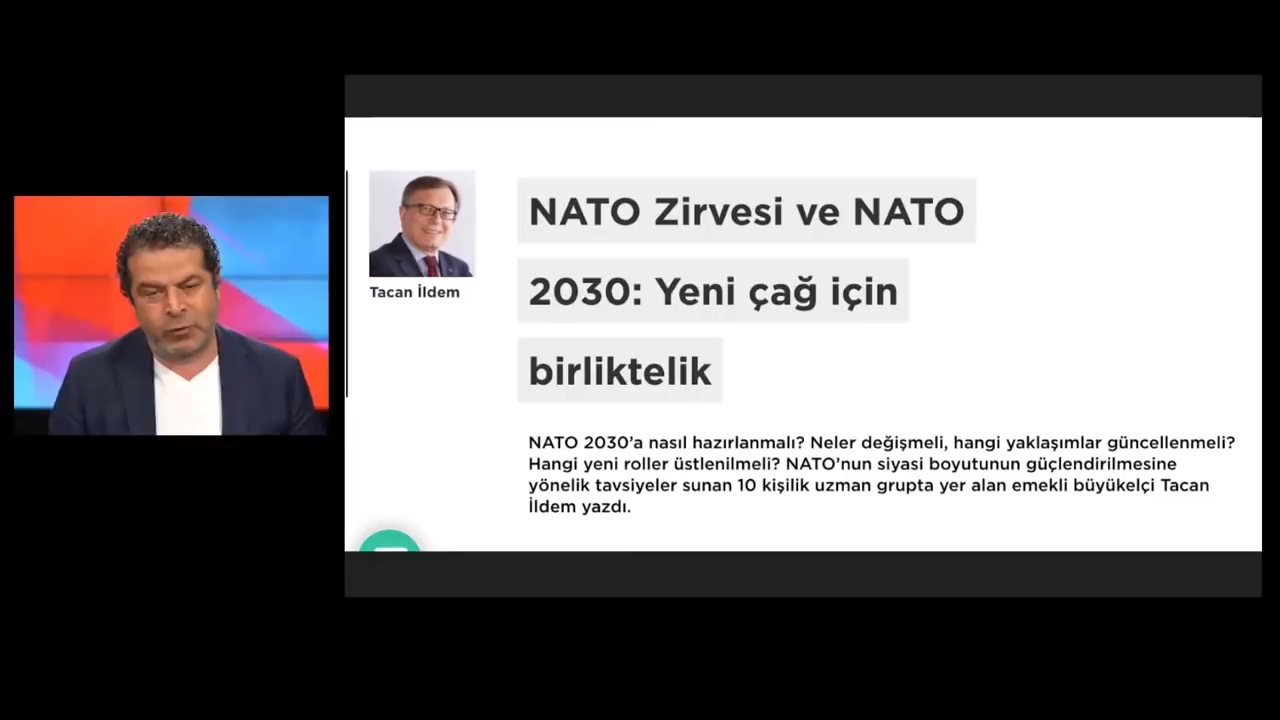 Tacan İldem
NATO Zirvesi ve NATO
2030: Yeni çağ için
birliktelik
NATO 2030’a nasıl hazırlanmalı? Neler değişmeli, hangi yaklaşımlar güncellenmeli?
Hangi yeni roller üstlenilmeli? NATO’nun siyasi boyutunun güçlendirilmesine
yönelik tavsiyeler sunan 10 kişilik uzman grupta yer alan emekli büyükelçi Tacan
İldem yazdı.